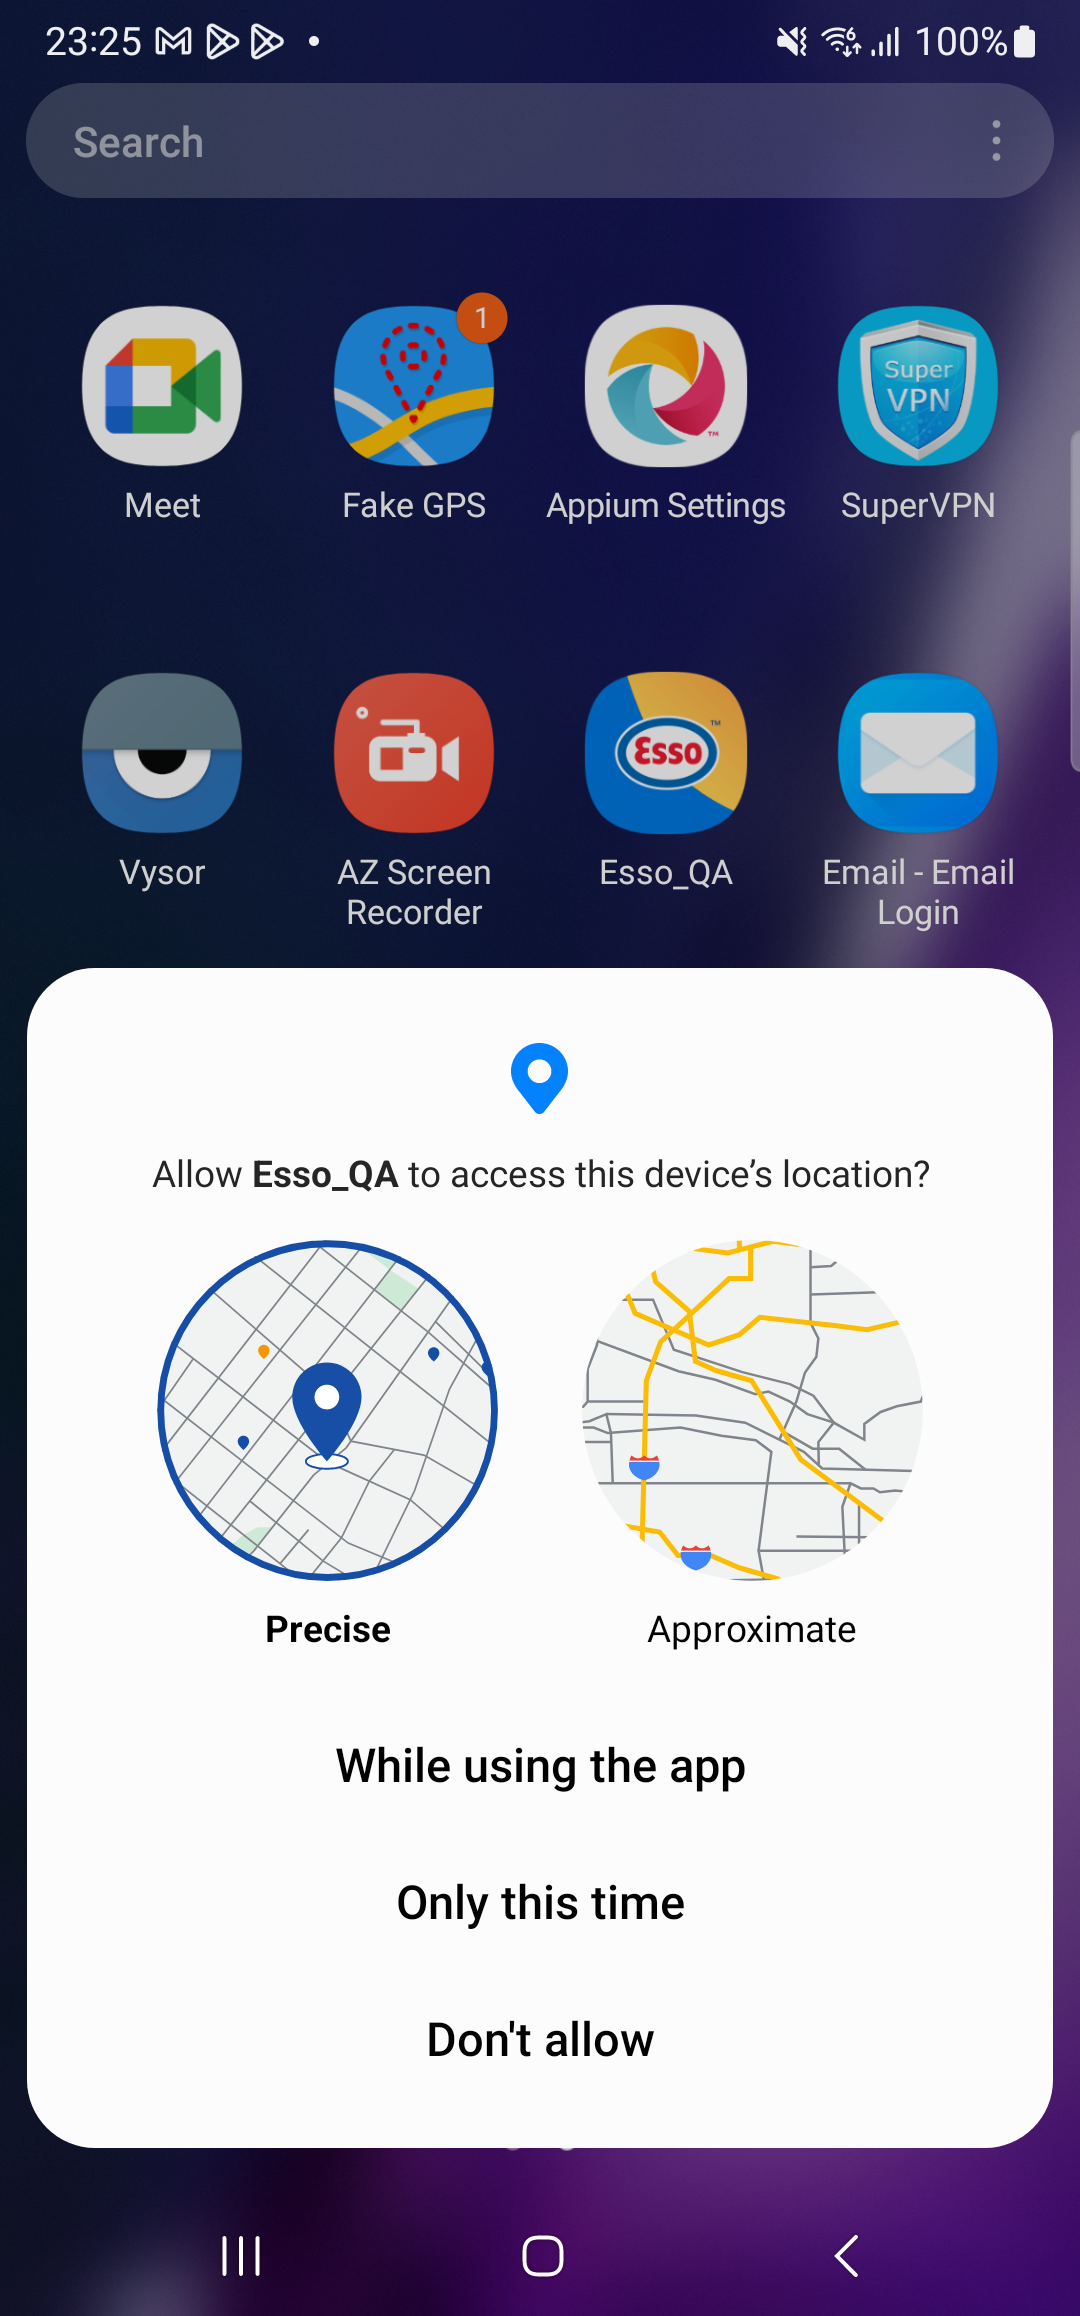 23:25
100%
Search
1
Super
VPN
Meet
Fake GPS
Appium Settings
SuperVPN
Esso
™
Vysor
AZ Screen
Recorder
Esso_QA
Email - Email
Login
Allow Esso_QA to access this device’s location?
Precise
Approximate
While using the app
Only this time
Don't allow